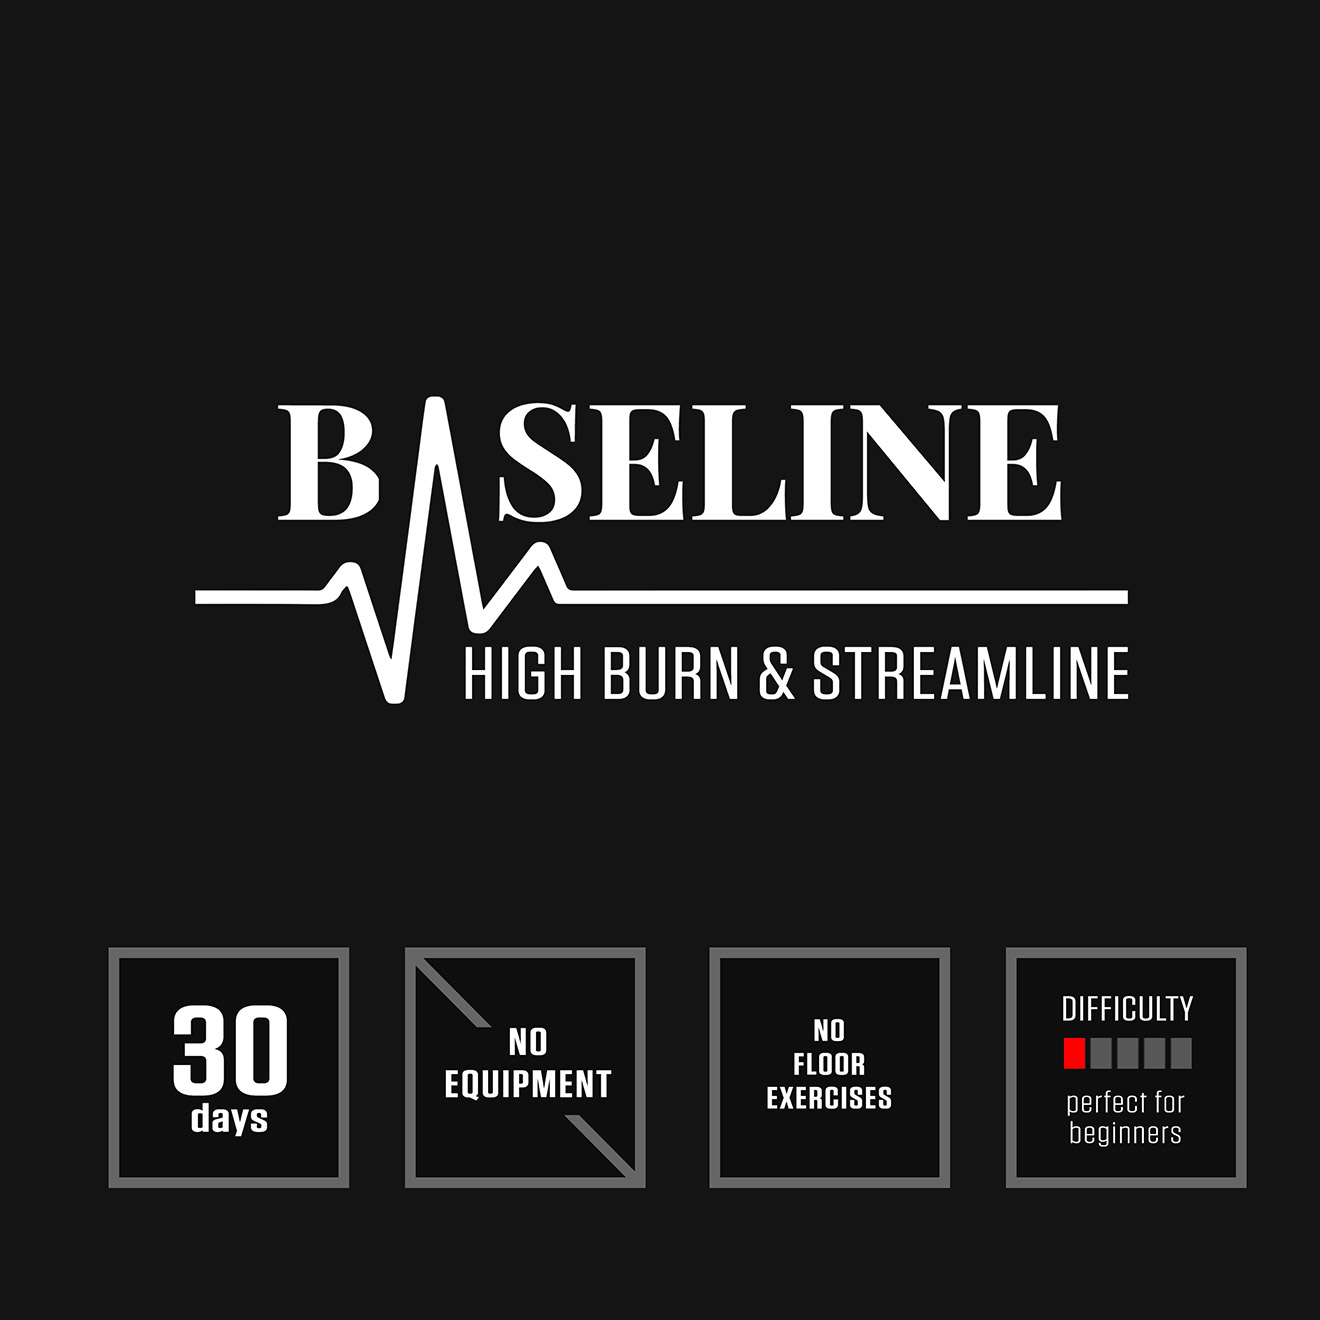 BASELINE
HIGH BURN & STREAMLINE
30
days
NO
EQUIPMENT
NO
FLOOR
EXERCISES
DIFFICULTY
perfect for
beginners